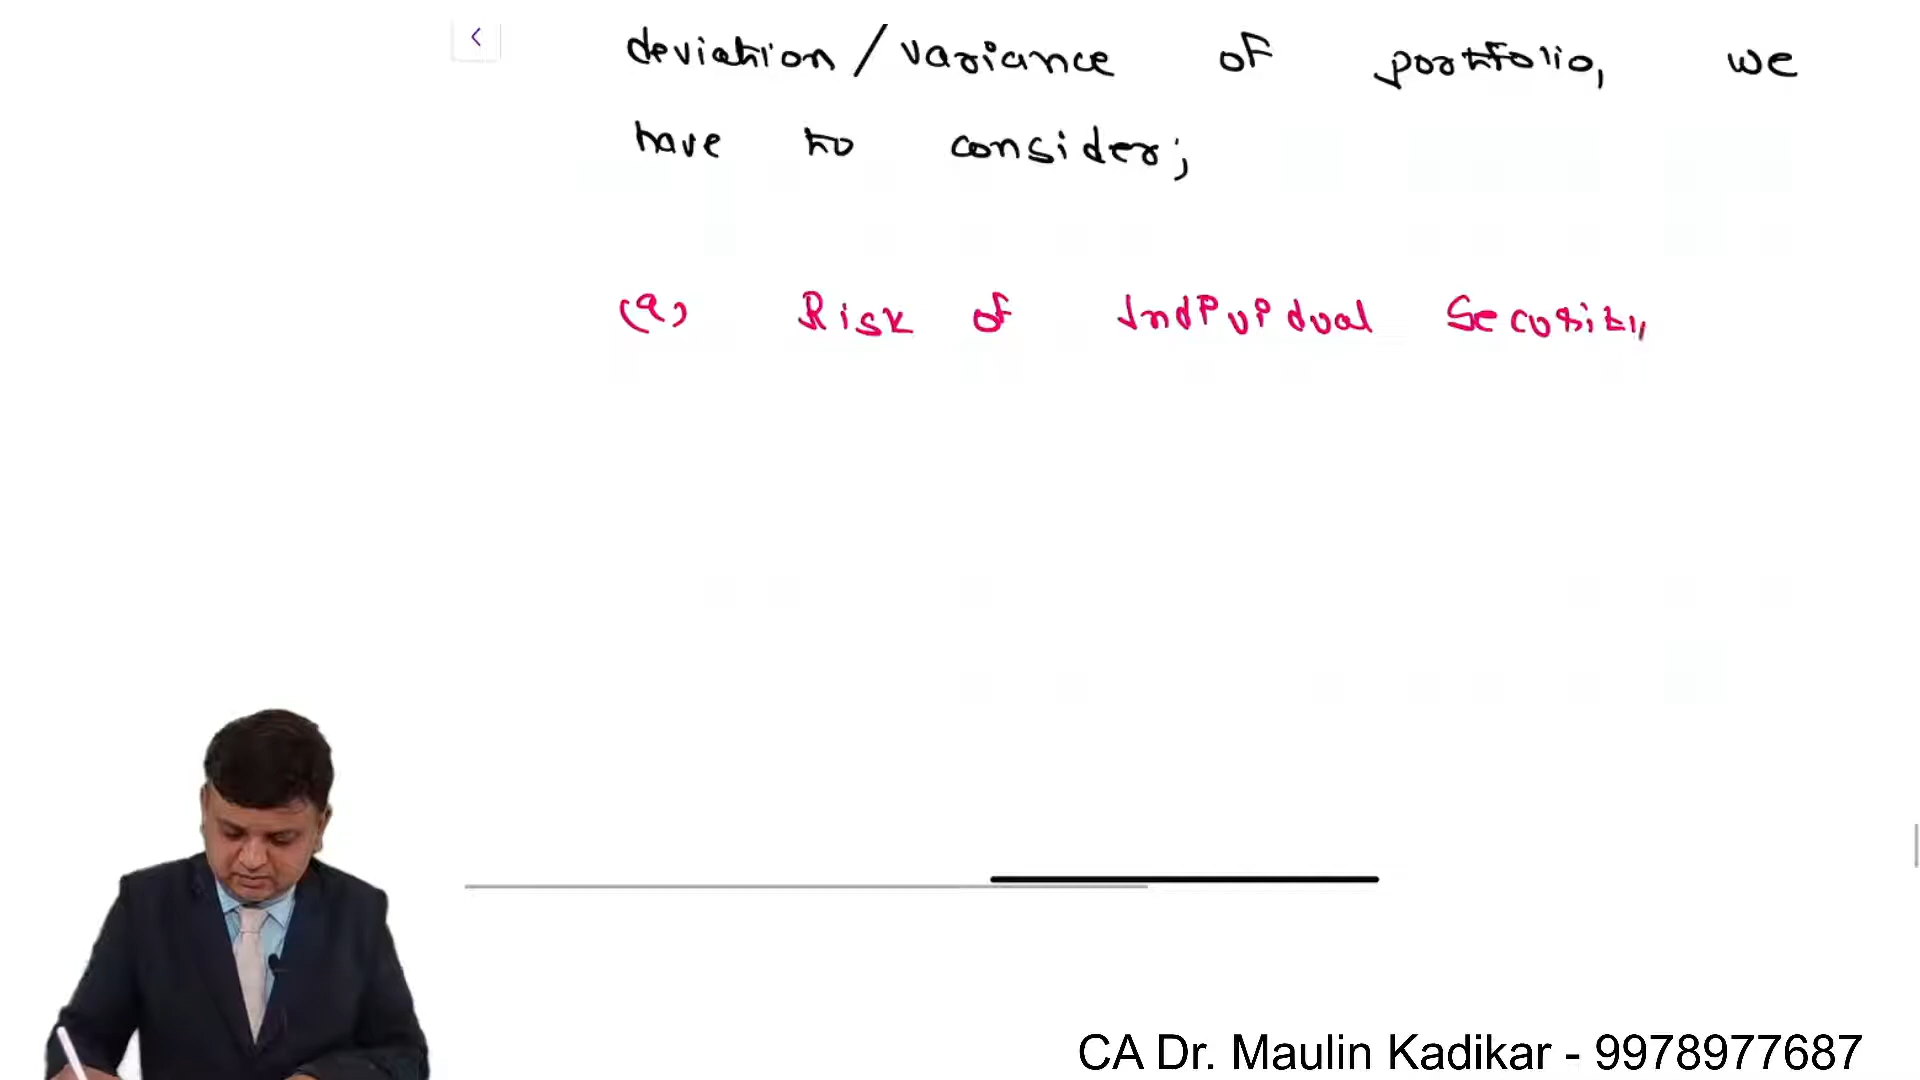 deviation/variance of portfolio, we
have to consider;
(a) Risk of Individual Security
CA Dr. Maulin Kadikar - 9978977687